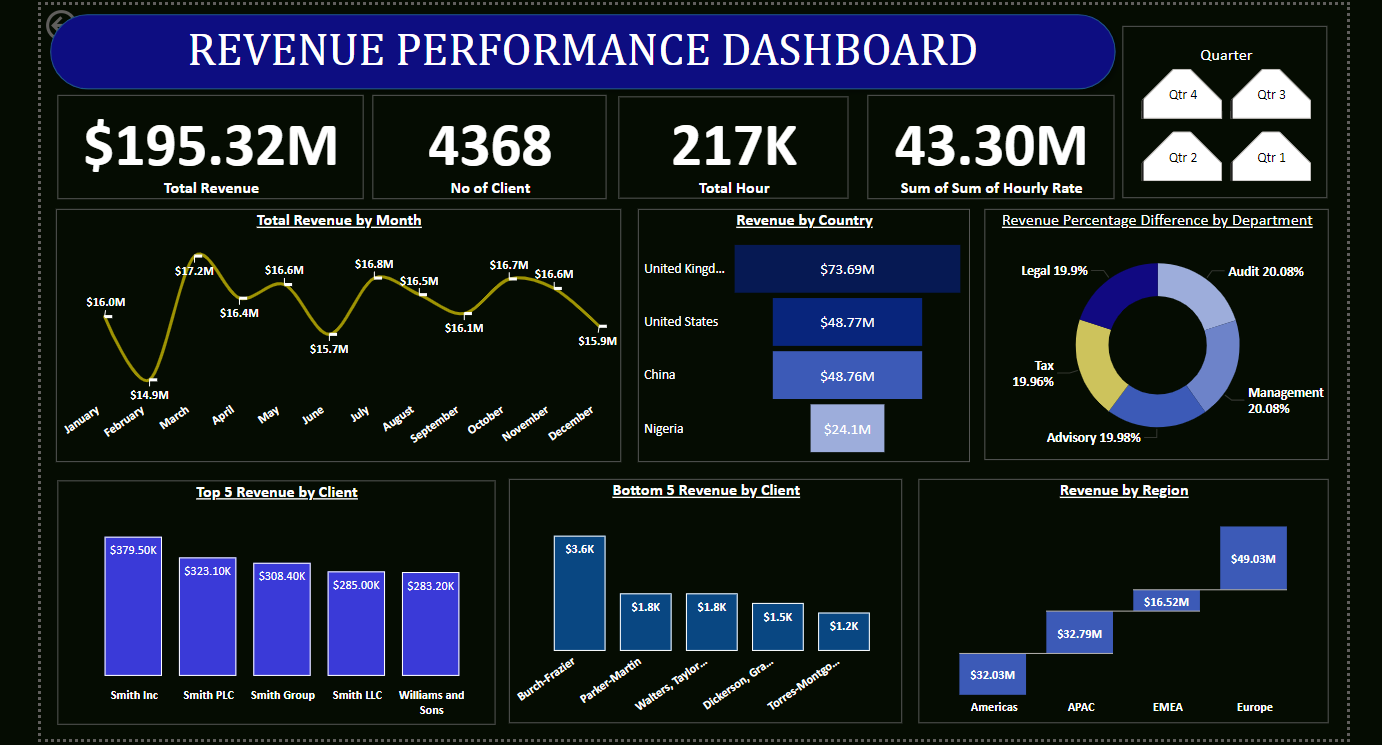 REVENUE PERFORMANCE DASHBOARD
Quarter
Qtr 4
Qtr 3
Qtr 2
Qtr 1
$195.32M
Total Revenue
4368
No of Client
217K
Total Hour
43.30M
Sum of Sum of Hourly Rate
Total Revenue by Month
$16.0M
$14.9M
$17.2M
$16.4M
$16.6M
$15.7M
$16.8M
$16.5M
$16.1M
$16.7M
$16.6M
$15.9M
January
February
March
April
May
June
July
August
September
October
November
December
Revenue by Country
United Kingd...
$73.69M
United States
$48.77M
China
$48.76M
Nigeria
$24.1M
Revenue Percentage Difference by Department
Legal 19.9%
Audit 20.08%
Tax
19.96%
Management
20.08%
Advisory 19.98%
Top 5 Revenue by Client
$379.50K
$323.10K
$308.40K
$285.00K
$283.20K
Smith Inc
Smith PLC
Smith Group
Smith LLC
Williams and
Sons
Bottom 5 Revenue by Client
$3.6K
$1.8K
$1.8K
$1.5K
$1.2K
Burch-Frazier
Parker-Martin
Walters, Taylor...
Dickerson, Gra...
Torres-Montgo...
Revenue by Region
$32.03M
$32.79M
$16.52M
$49.03M
Americas
APAC
EMEA
Europe